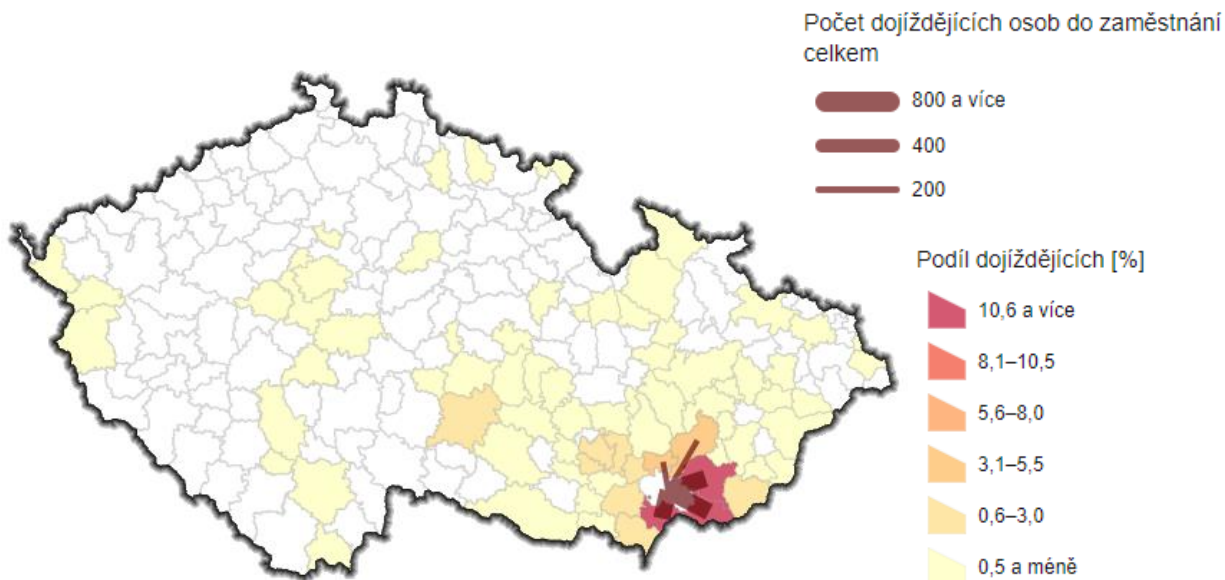 Počet dojíždějících osob do zaměstnání
celkem
800 a více
400
200
Podíl dojíždějících [%]
10,6 a více
8,1–10,5
5,6–8,0
3,1–5,5
0,6–3,0
0,5 a méně